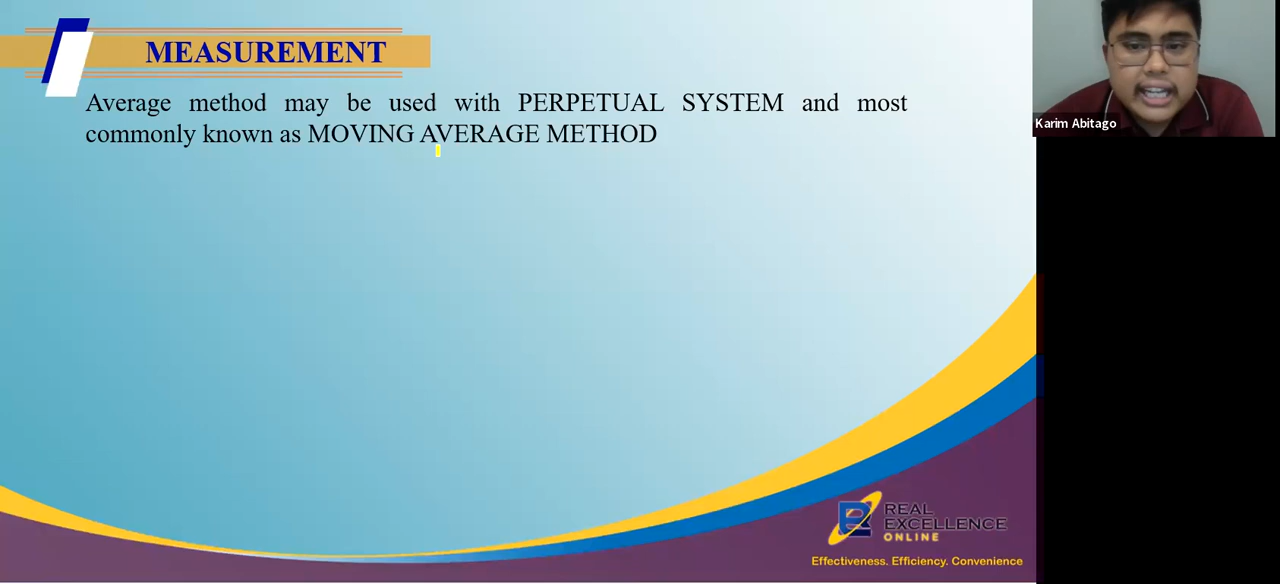 MEASUREMENT
Average method may be used with PERPETUAL SYSTEM and most
commonly known as MOVING AVERAGE METHOD
Karim Abitago
REAL
EXCELLENCE
ONLINE
Effectiveness. Efficiency. Convenience